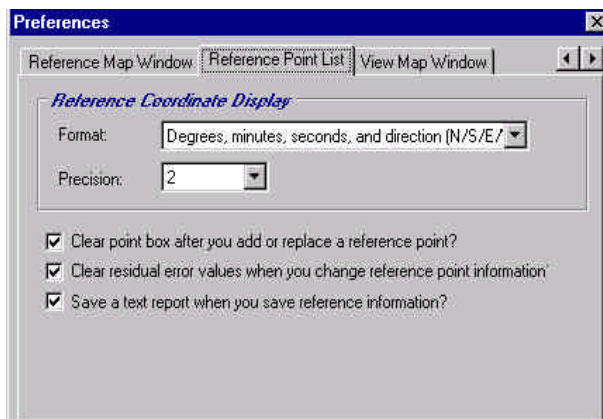 Preferences
Reference Map Window Reference Point List View Map Window
Reference Coordinate Display
Format: Degrees, minutes, seconds, and direction (N/S/E/
Precision: 2
Clear point box after you add or replace a reference point?
Clear residual error values when you change reference point information
Save a text report when you save reference information?